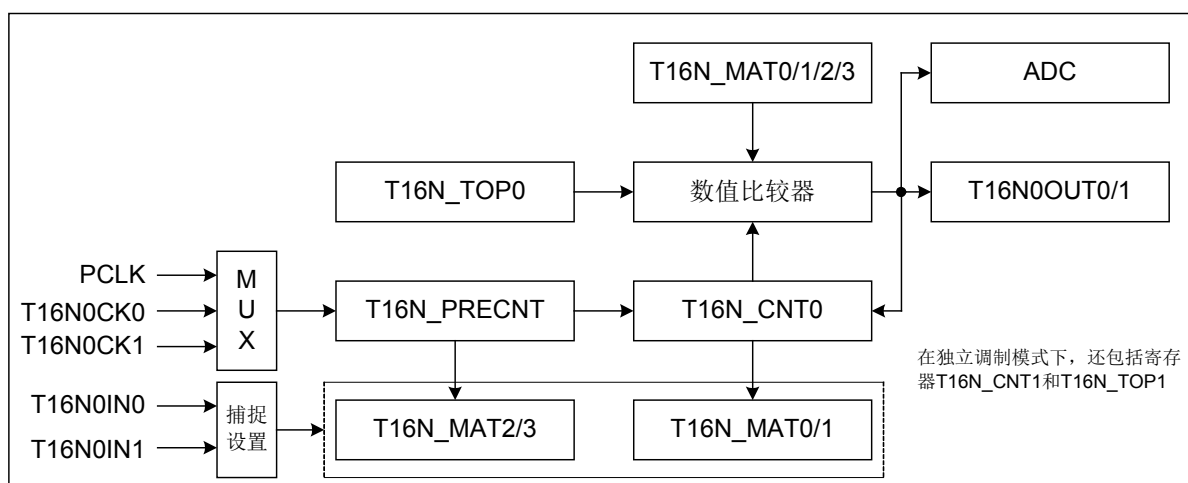 T16N_MAT0/1/2/3
ADC
T16N_TOP0
数值比较器
T16N0OUT0/1
PCLK
T16N0CK0
T16N0CK1
M
U
X
T16N_PRECNT
T16N_CNT0
在独立调制模式下，还包括寄存
器T16N_CNT1和T16N_TOP1
T16N0IN0
T16N0IN1
捕捉
设置
T16N_MAT2/3
T16N_MAT0/1